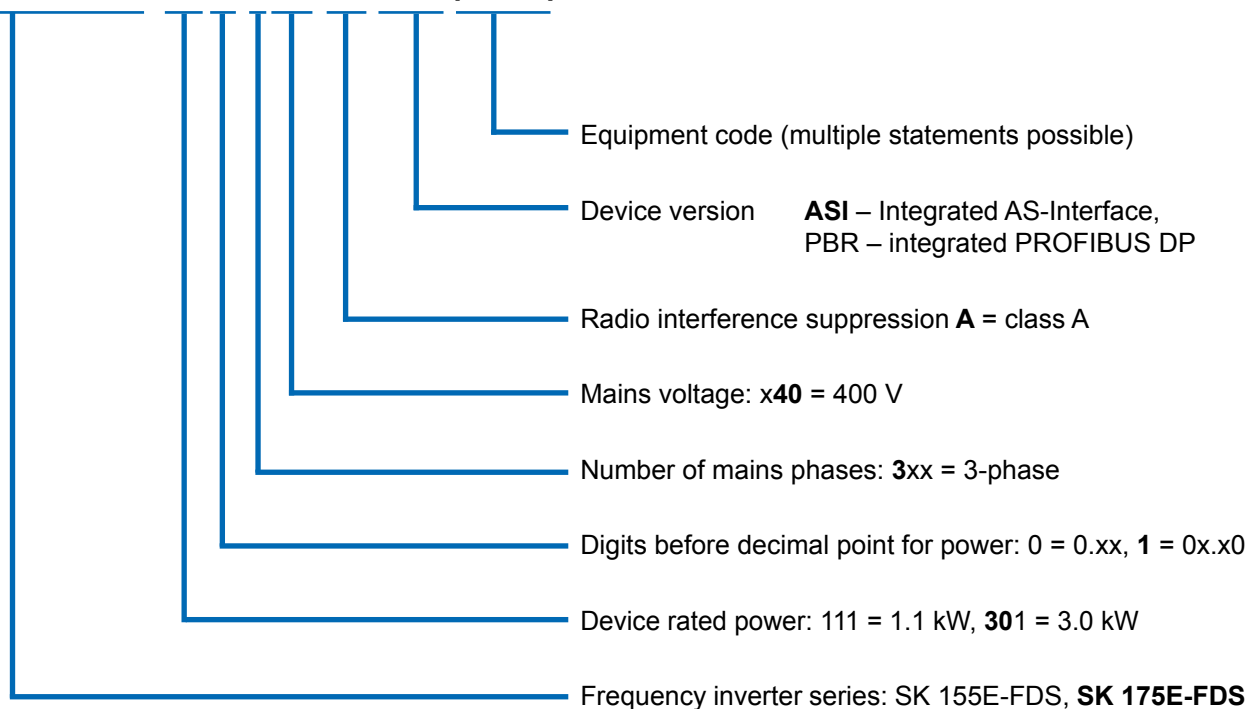 Equipment code (multiple statements possible)
Device version ASI – Integrated AS-Interface,
PBR – integrated PROFIBUS DP
Radio interference suppression A = class A
Mains voltage: x40 = 400 V
Number of mains phases: 3xx = 3-phase
Digits before decimal point for power: 0 = 0.xx, 1 = 0x.x0
Device rated power: 111 = 1.1 kW, 301 = 3.0 kW
Frequency inverter series: SK 155E-FDS, SK 175E-FDS